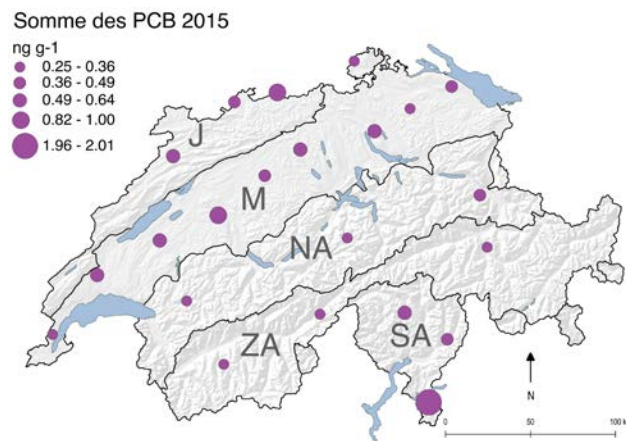 Somme des PCB 2015
ng g-1
0.25 - 0.36
0.36 - 0.49
0.49 - 0.64
0.82 - 1.00
1.96 - 2.01
J
M
NA
ZA
SA
N
0 50 100 k